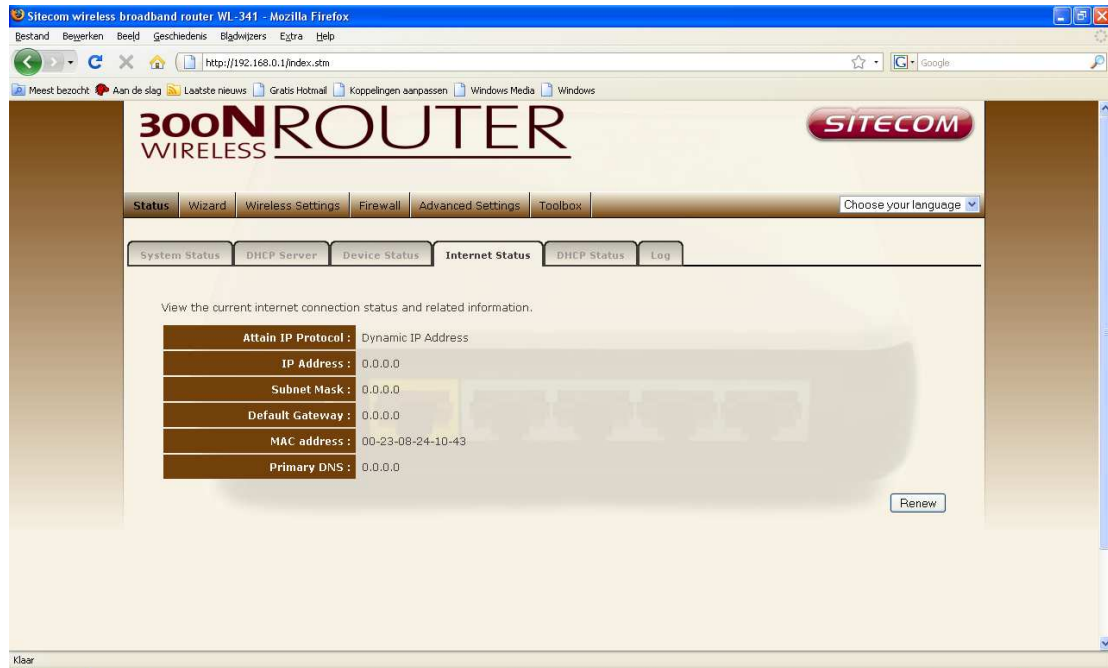 Sitecom wireless broadband router WL-341 - Mozilla Firefox
Bestand Bewerken Beeld Geschiedenis Bladwijzers Extra Help
http://192.168.0.1/index.stm
Google
Meest bezocht Aan de slag Laatste nieuws Gratis Hotmail Koppelingen aanpassen Windows Media Windows
300N WIRELESS ROUTER
SITECOM
Status Wizard Wireless Settings Firewall Advanced Settings Toolbox Choose your language
System Status DHCP Server Device Status Internet Status DHCP Status Log
View the current internet connection status and related information.
Attain IP Protocol : Dynamic IP Address
IP Address : 0.0.0.0
Subnet Mask : 0.0.0.0
Default Gateway : 0.0.0.0
MAC address : 00-23-08-24-10-43
Primary DNS : 0.0.0.0
Renew
Klaar